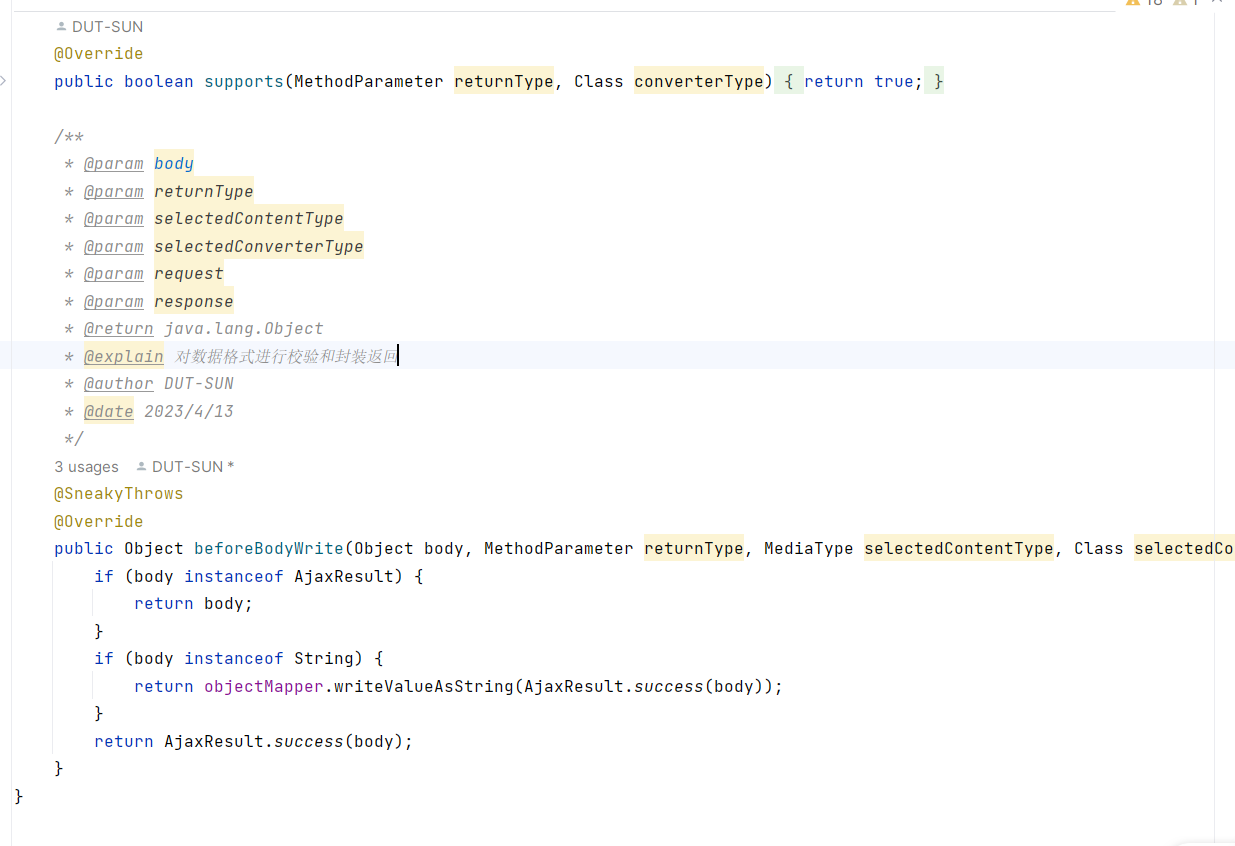 18 1
DUT-SUN
@Override
public boolean supports(MethodParameter returnType, Class converterType) { return true; }
/**
* @param body
* @param returnType
* @param selectedContentType
* @param selectedConverterType
* @param request
* @param response
* @return java.lang.Object
* @explain 对数据格式进行校验和封装返回
* @author DUT-SUN
* @date 2023/4/13
*/
3 usages DUT-SUN *
@SneakyThrows
@Override
public Object beforeBodyWrite(Object body, MethodParameter returnType, MediaType selectedContentType, Class selectedCo
if (body instanceof AjaxResult) {
return body;
}
if (body instanceof String) {
return objectMapper.writeValueAsString(AjaxResult.success(body));
}
return AjaxResult.success(body);
}
}